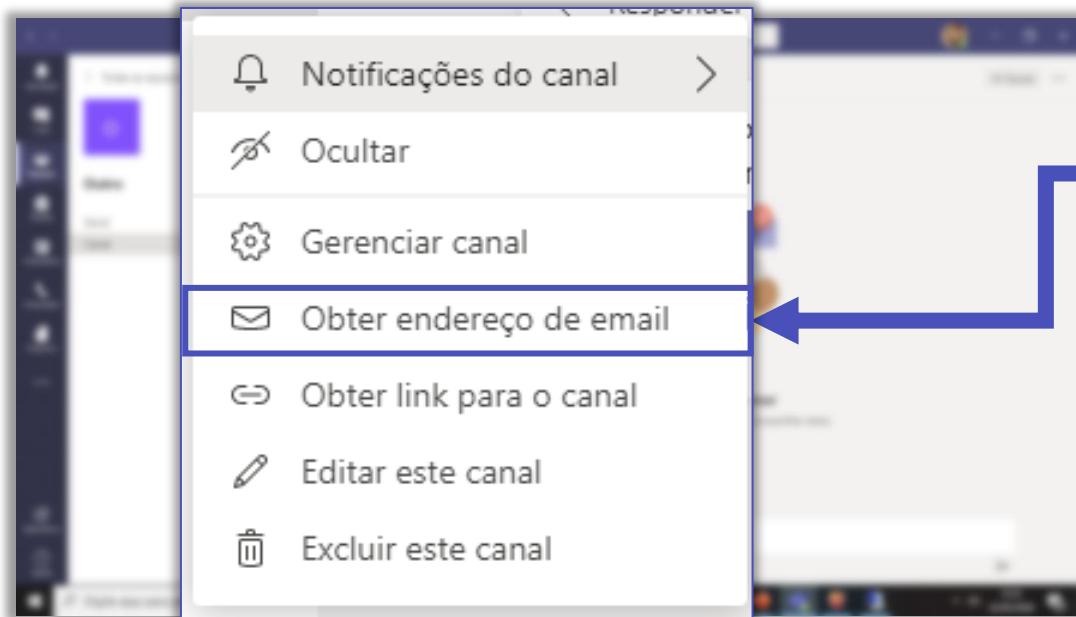 Responder
Notificações do canal
Ocultar
Gerenciar canal
Obter endereço de email
Obter link para o canal
Editar este canal
Excluir este canal